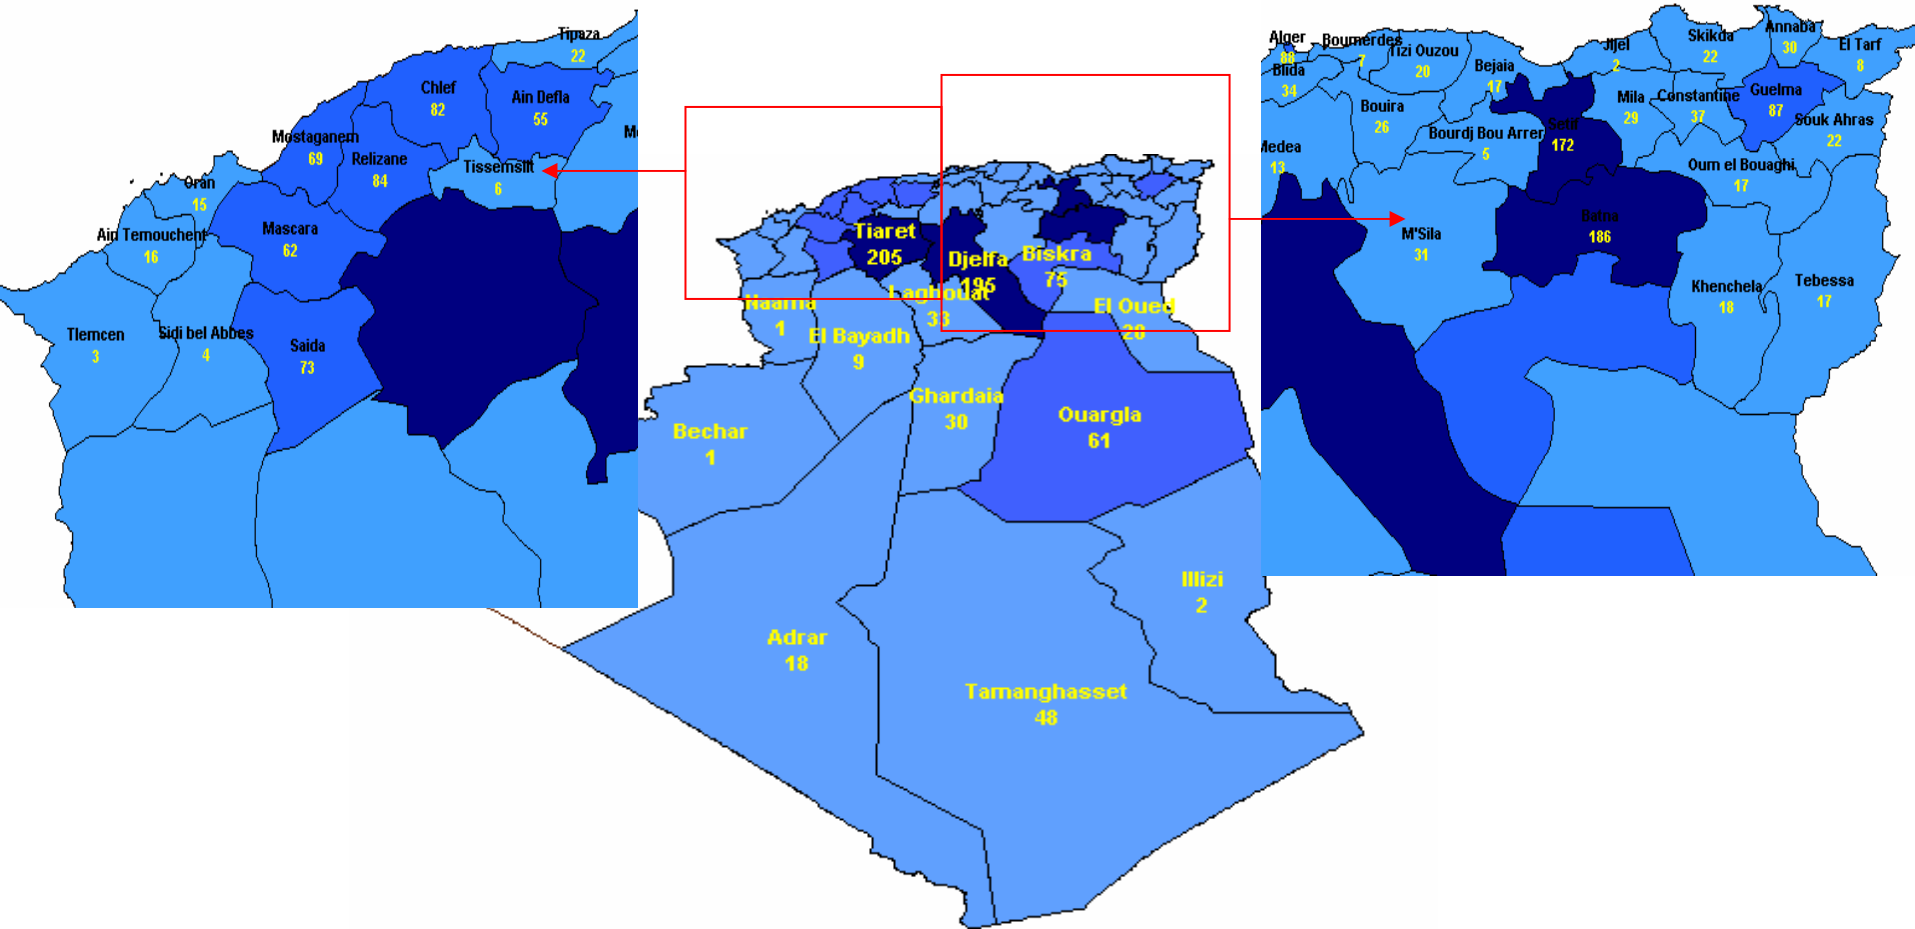 Tipaza
22
Chlef
82
Ain Defla
55
Mostaganem
69
Relizane
84
Tissemsilt
6
Oran
15
Mascara
62
Ain Temouchent
16
Tlemcen
3
Sidi bel Abbes
4
Saida
73
Tiaret
205
Djelfa
195
Biskra
75
Naama
1
Laghouat
33
El Oued
20
El Bayadh
9
Ghardaia
30
Ouargla
61
Bechar
1
Illizi
2
Adrar
18
Tamanghasset
48
Alger
88
Boumerdes
7
Tizi Ouzou
20
Blida
34
Bejaia
17
Jijel
2
Skikda
22
Annaba
30
El Tarf
8
Bouira
26
Mila
29
Constantine
37
Guelma
87
Souk Ahras
22
Bourdj Bou Arrer
5
Setif
172
Medea
13
Oum el Bouaghi
17
Batna
186
M'Sila
31
Khenchela
18
Tebessa
17